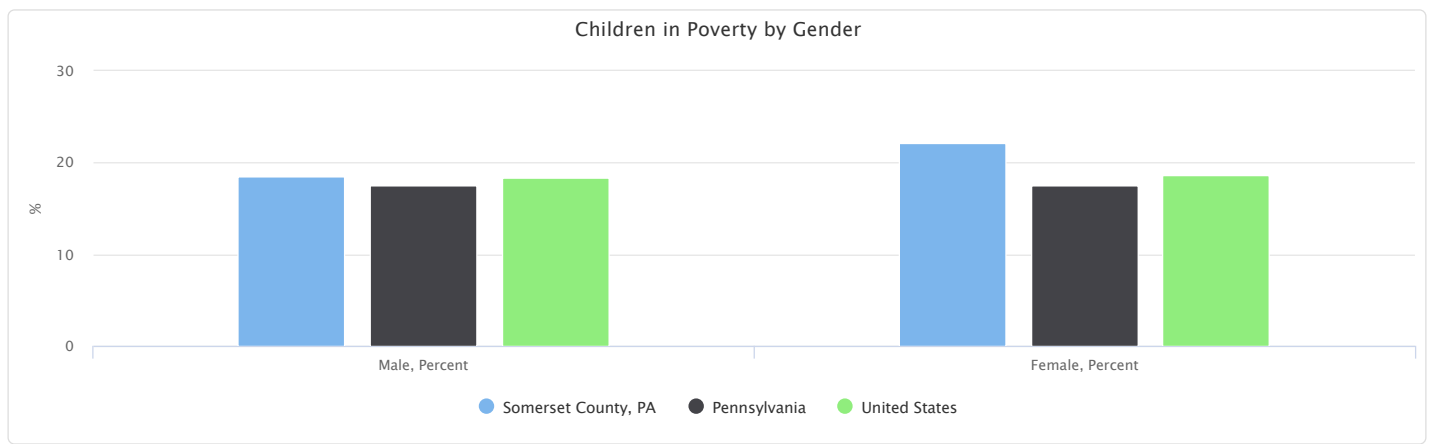 Children in Poverty by Gender
30
20
%
10
0
Male, Percent
Female, Percent
Somerset County, PA
Pennsylvania
United States